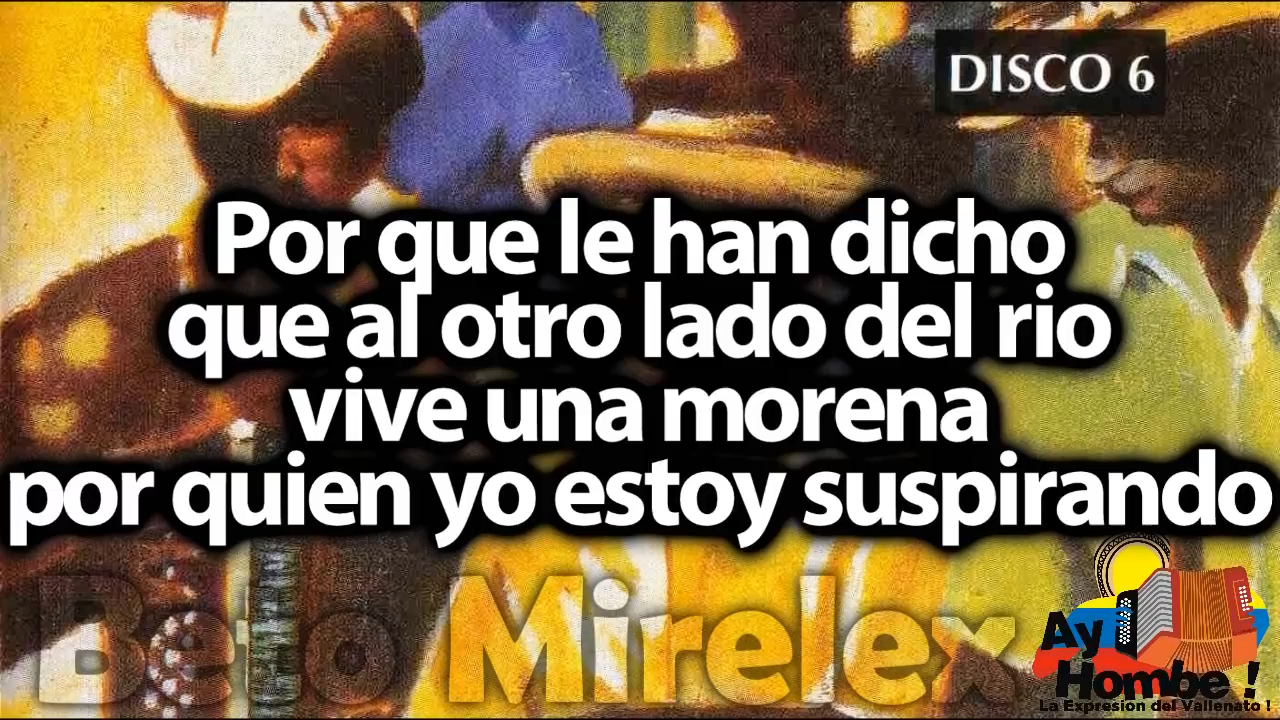 DISCO 6
Por que le han dicho
que al otro lado del rio
vive una morena
por quien yo estoy suspirando
Beto Mirelex
Ay
Hombe !
La Expresion del Vallenato !